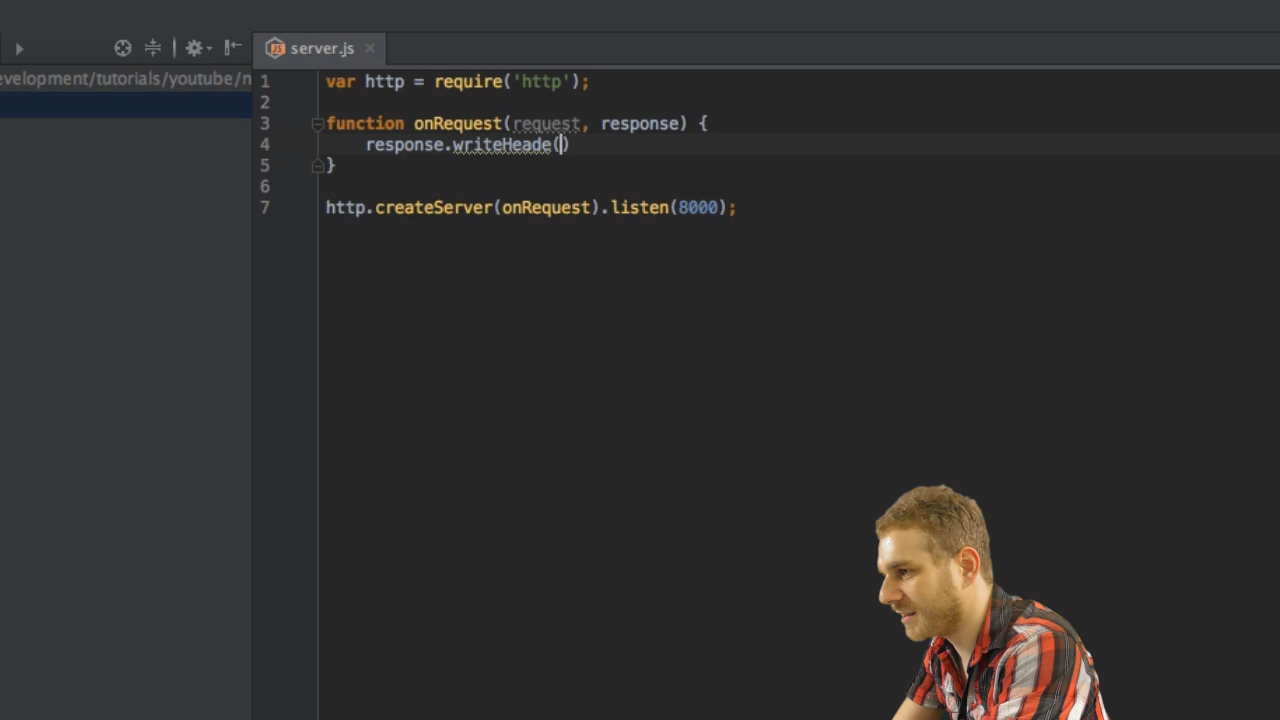 server.js
evelopment/tutorials/youtube/n
1 var http = require('http');
2
3 function onRequest(request, response) {
4 response.writeHeade()
5 }
6
7 http.createServer(onRequest).listen(8000);